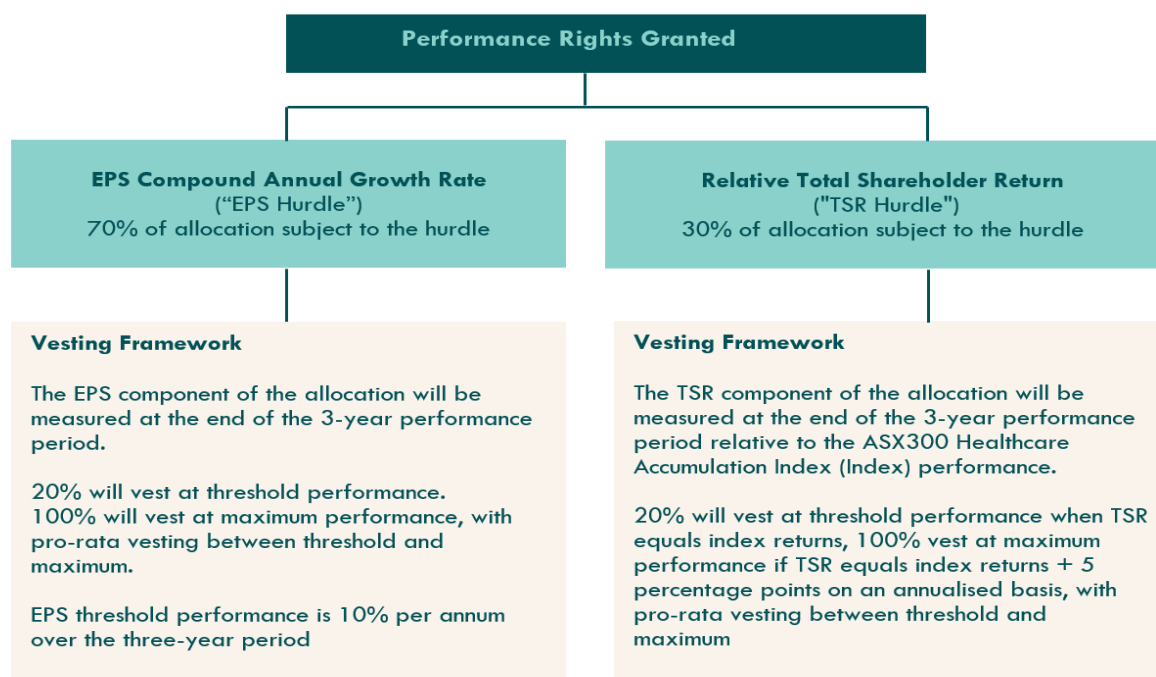 Performance Rights Granted
EPS Compound Annual Growth Rate
(“EPS Hurdle”)
70% of allocation subject to the hurdle
Relative Total Shareholder Return
("TSR Hurdle")
30% of allocation subject to the hurdle
Vesting Framework
The EPS component of the allocation will be
measured at the end of the 3-year performance
period.
20% will vest at threshold performance.
100% will vest at maximum performance, with
pro-rata vesting between threshold and
maximum.
EPS threshold performance is 10% per annum
over the three-year period
Vesting Framework
The TSR component of the allocation will be
measured at the end of the 3-year performance
period relative to the ASX300 Healthcare
Accumulation Index (Index) performance.
20% will vest at threshold performance when TSR
equals index returns, 100% vest at maximum
performance if TSR equals index returns + 5
percentage points on an annualised basis, with
pro-rata vesting between threshold and
maximum